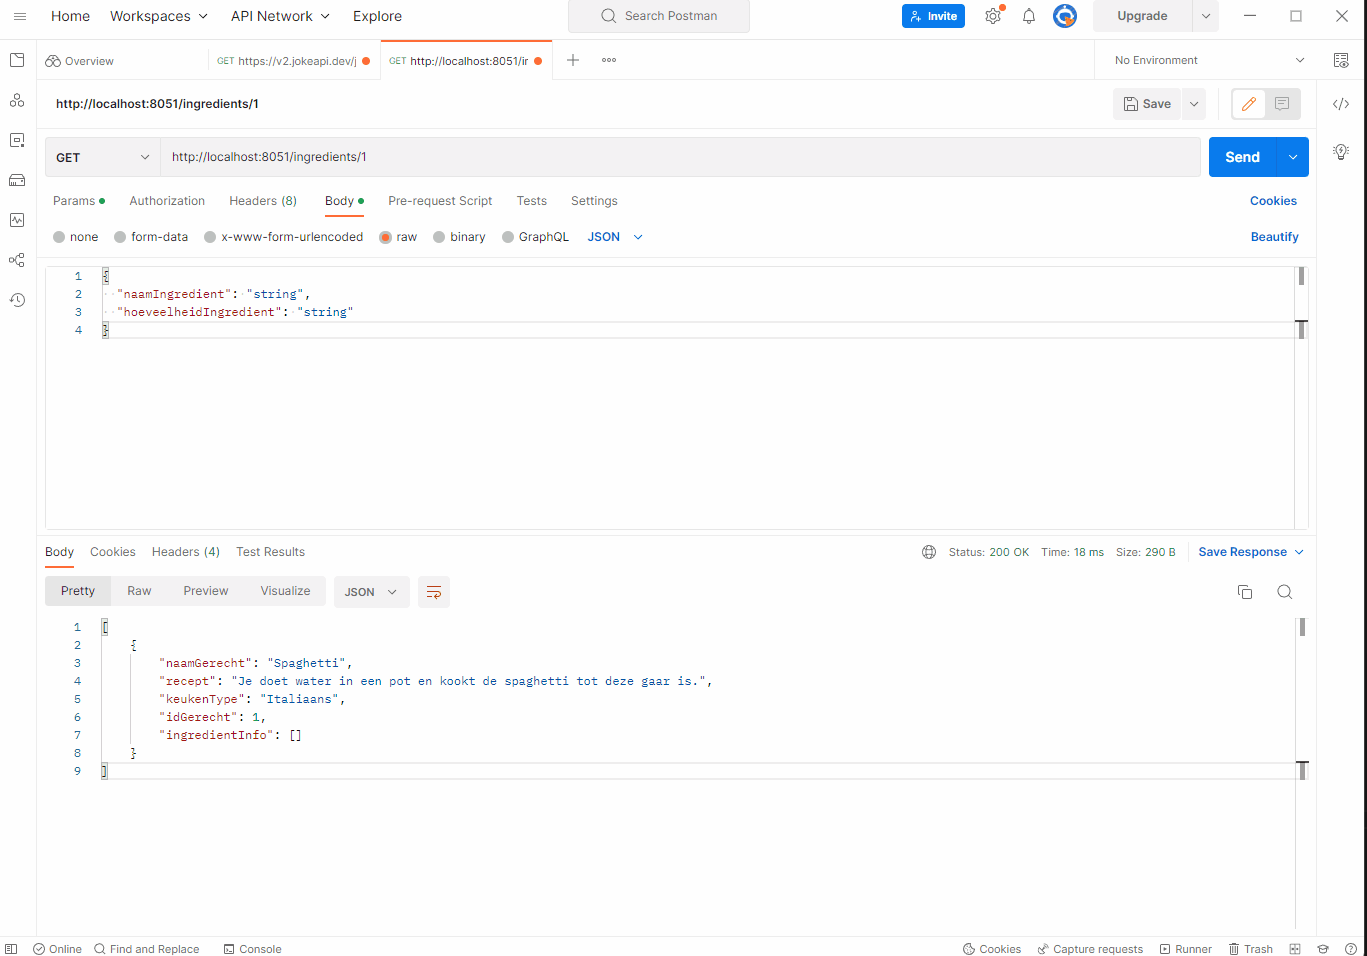 Home Workspaces API Network Explore Search Postman Invite Upgrade
Overview GET https://v2.jokeapi.dev/j GET http://localhost:8051/ir No Environment
http://localhost:8051/ingredients/1 Save
GET http://localhost:8051/ingredients/1 Send
Params Authorization Headers (8) Body Pre-request Script Tests Settings Cookies
none form-data x-www-form-urlencoded raw binary GraphQL JSON Beautify
1 {
2 "naamIngredient": "string",
3 "hoeveelheidIngredient": "string"
4 }
Body Cookies Headers (4) Test Results Status: 200 OK Time: 18 ms Size: 290 B Save Response
Pretty Raw Preview Visualize JSON
1 [
2 {
3 "naamGerecht": "Spaghetti",
4 "recept": "Je doet water in een pot en kookt de spaghetti tot deze gaar is.",
5 "keukenType": "Italiaans",
6 "idGerecht": 1,
7 "ingredientInfo": []
8 }
9 ]
Online Find and Replace Console Cookies Capture requests Runner Trash